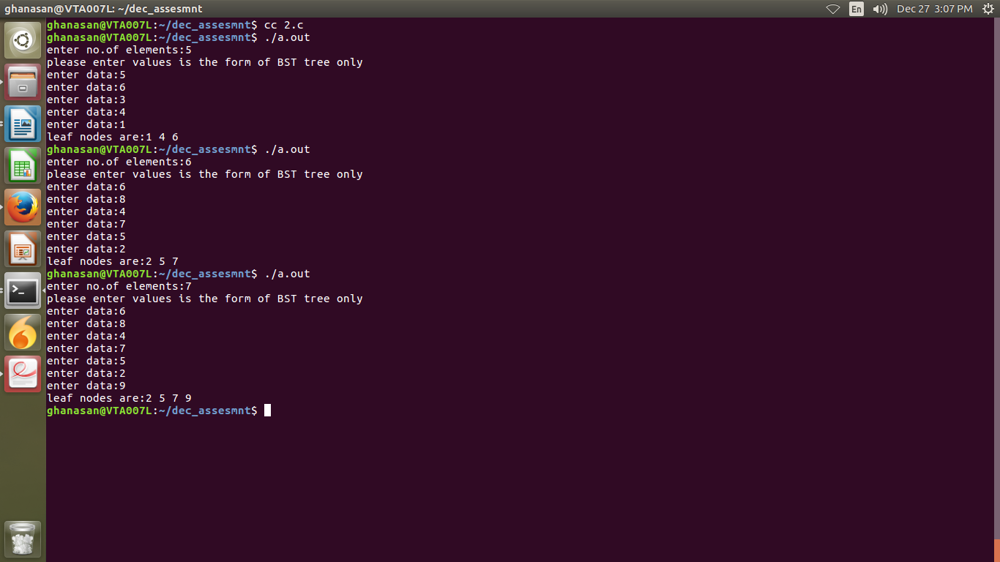 ghanasan@VTA007L: ~/dec_assesmnt
En
Dec 27 3:07 PM
ghanasan@VTA007L:~/dec_assesmnt$ cc 2.c
ghanasan@VTA007L:~/dec_assesmnt$ ./a.out
enter no.of elements:5
please enter values is the form of BST tree only
enter data:5
enter data:6
enter data:3
enter data:4
enter data:1
leaf nodes are:1 4 6
ghanasan@VTA007L:~/dec_assesmnt$ ./a.out
enter no.of elements:6
please enter values is the form of BST tree only
enter data:6
enter data:8
enter data:4
enter data:7
enter data:5
enter data:2
leaf nodes are:2 5 7
ghanasan@VTA007L:~/dec_assesmnt$ ./a.out
enter no.of elements:7
please enter values is the form of BST tree only
enter data:6
enter data:8
enter data:4
enter data:7
enter data:5
enter data:2
enter data:9
leaf nodes are:2 5 7 9
ghanasan@VTA007L:~/dec_assesmnt$